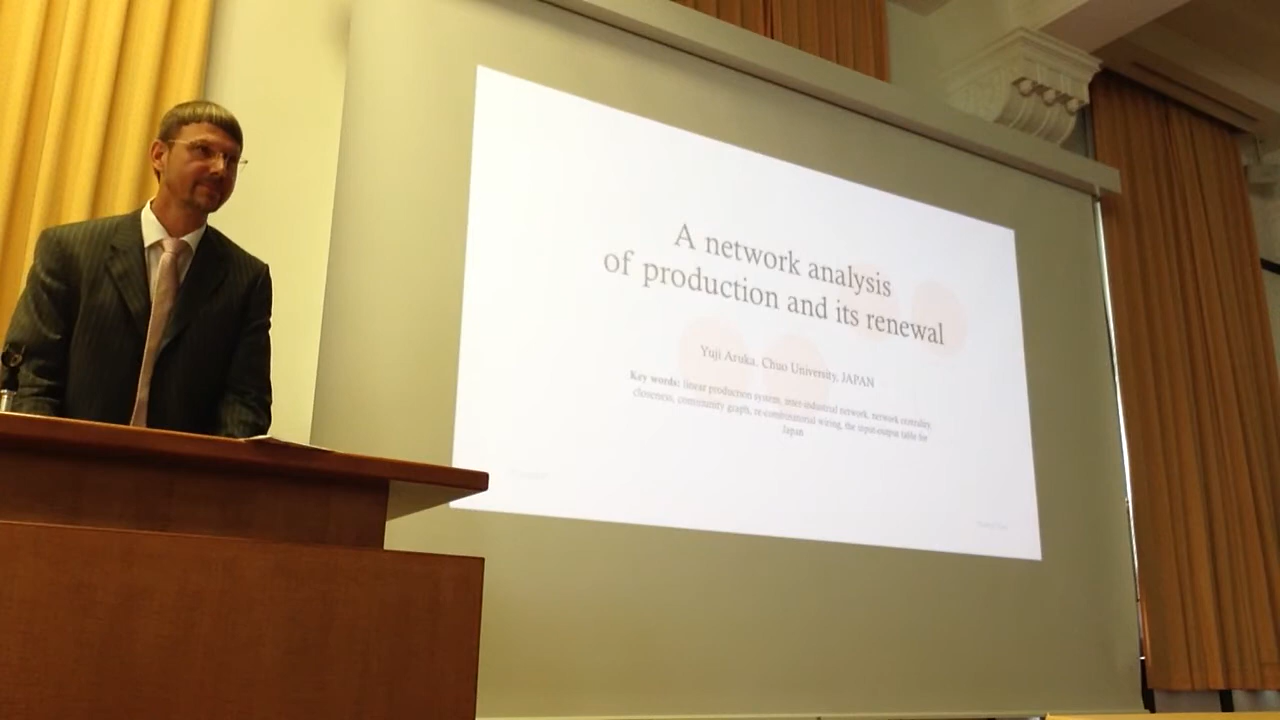 A network analysis
of production and its renewal
Yuji Aruka, Chuo University, JAPAN
Key words: linear production system, inter-industrial network, network centrality,
closeness, community graph, re-combinatorial wiring, the input-output table for
Japan